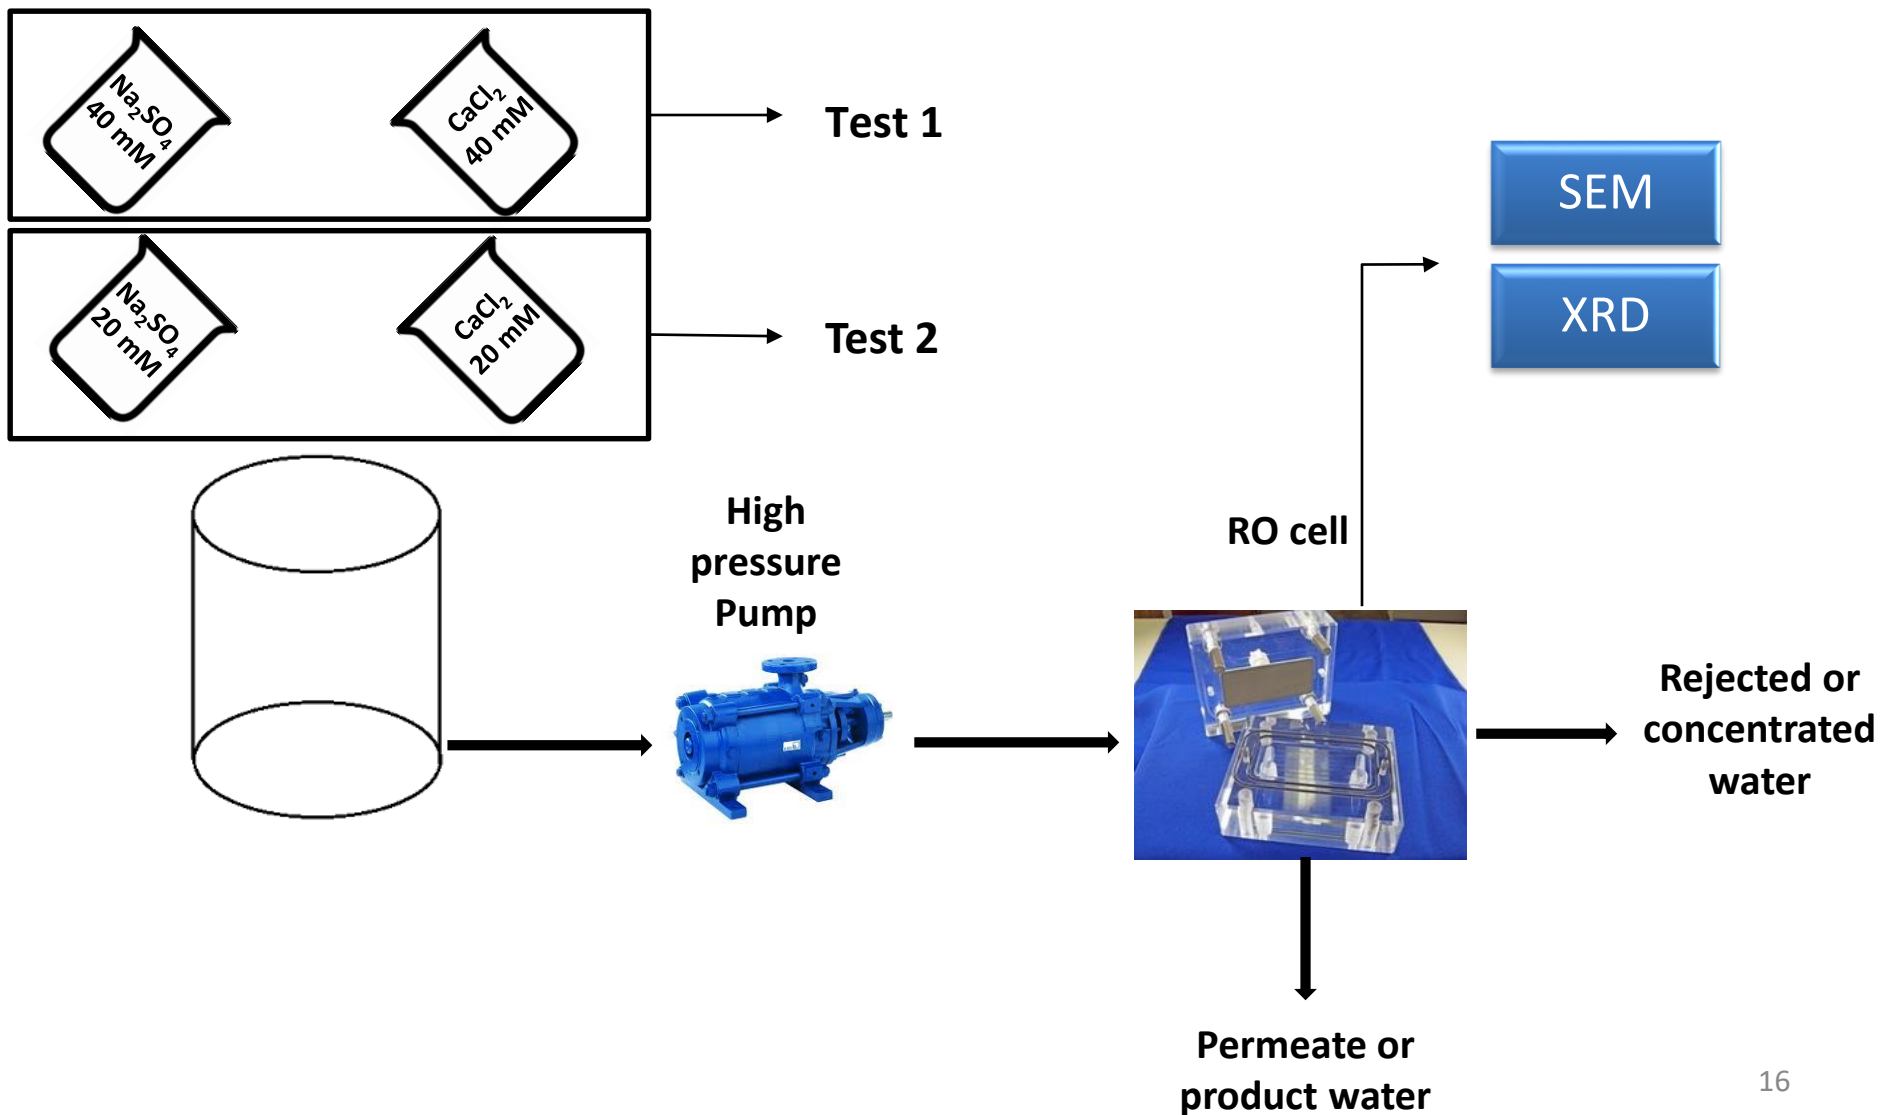 Na₂SO₄
40 mM
CaCl₂
40 mM
Test 1
Na₂SO₄
20 mM
CaCl₂
20 mM
Test 2
SEM
XRD
High
pressure
Pump
RO cell
Rejected or
concentrated
water
Permeate or
product water
16